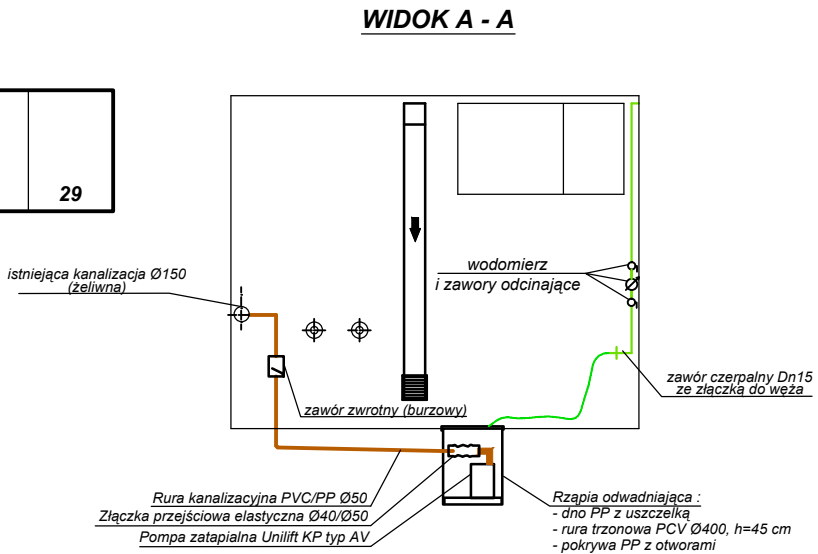 WIDOK A - A
29
istniejąca kanalizacja Ø150
(żeliwna)
wodomierz
i zawory odcinające
zawór czerpalny Dn15
ze złączką do węża
zawór zwrotny (burzowy)
Rura kanalizacyjna PVC/PP Ø50
Złączka przejściowa elastyczna Ø40/Ø50
Pompa zatapialna Unilift KP typ AV
Rząpia odwadniająca :
- dno PP z uszczelką
- rura trzonowa PCV Ø400, h=45 cm
- pokrywa PP z otworami